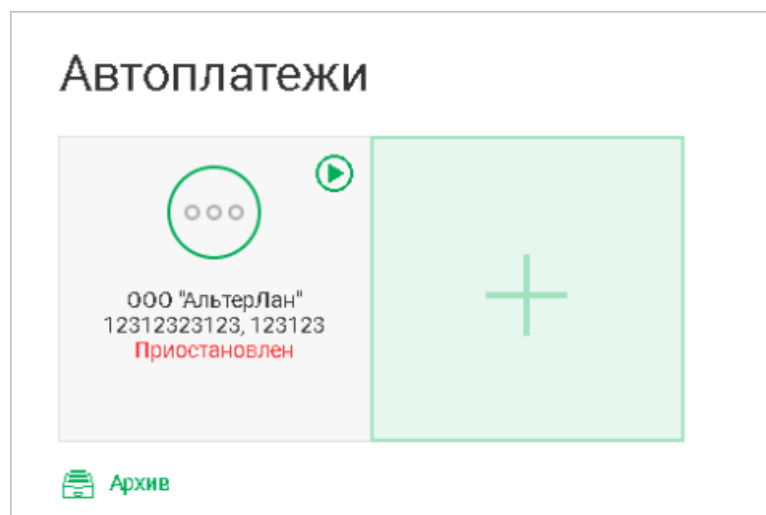 Автоплатежи
ООО "АльтерЛан"
12312323123, 123123
Приостановлен
Архив